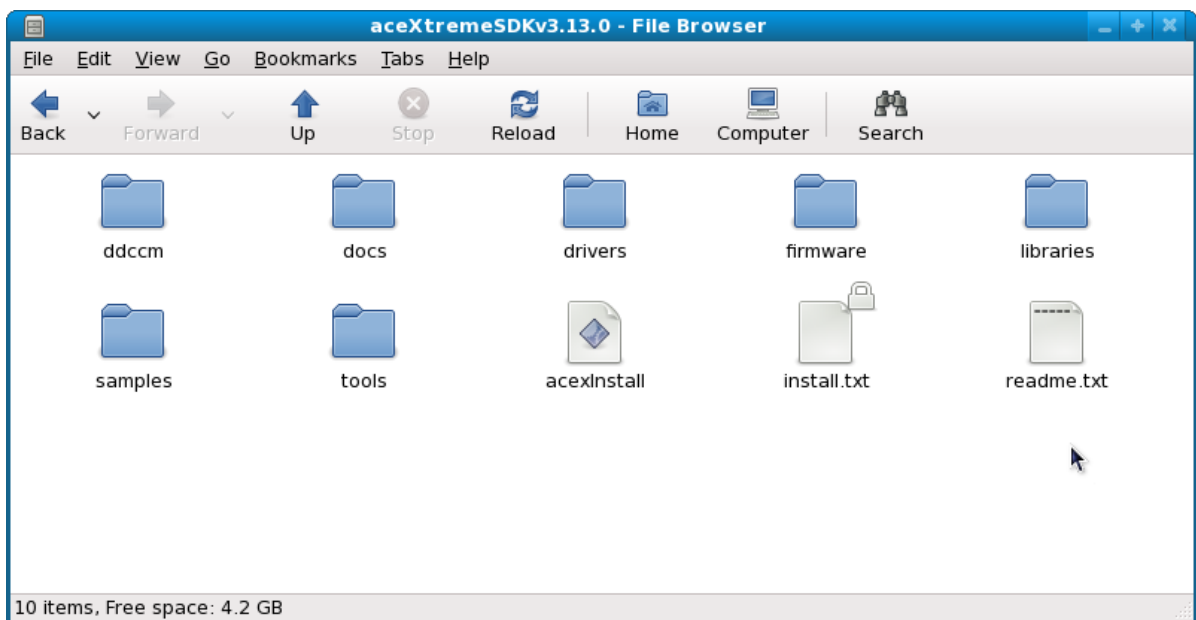 aceXtremeSDKv3.13.0 - File Browser
File Edit View Go Bookmarks Tabs Help
Back Forward Up Stop Reload Home Computer Search
ddccm docs drivers firmware libraries
samples tools acexInstall install.txt readme.txt
10 items, Free space: 4.2 GB